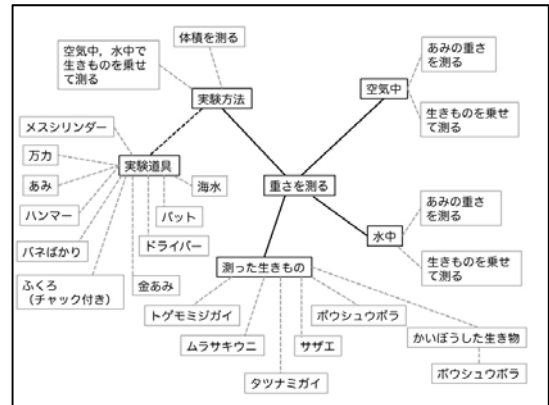 体積を測る
空気中，水中で
生きものを乗せ
て測る
実験方法
あみの重さ
を測る
空気中
生きものを乗せ
て測る
メスシリンダー
万力
実験道具
あみ
海水
重さを測る
ハンマー
バット
あみの重さ
を測る
バネばかり
ドライバー
水中
ふくろ
（チャック付き）
金あみ
測った生きもの
生きものを乗せ
て測る
トゲモミジガイ
ボウシュウボラ
ムラサキウニ
サザエ
かいぼうした生き物
タツナミガイ
ボウシュウボラ